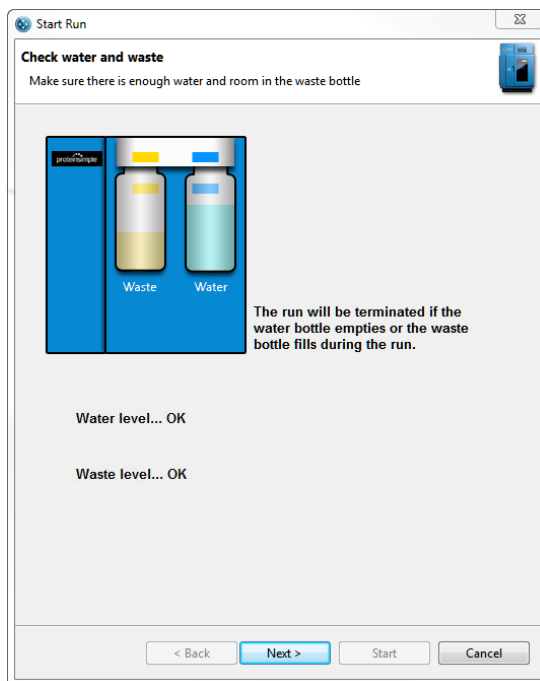 Start Run
Check water and waste
Make sure there is enough water and room in the waste bottle
proteinsimple
Waste
Water
The run will be terminated if the
water bottle empties or the waste
bottle fills during the run.
Water level... OK
Waste level... OK
< Back
Next >
Start
Cancel